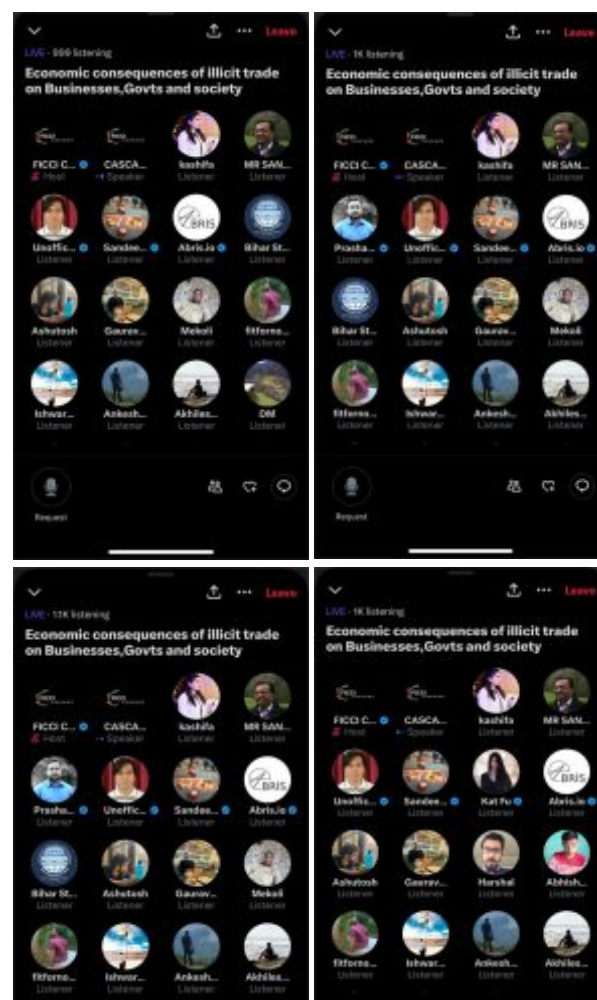 Leave
LIVE · 999 listening
Economic consequences of illicit trade
on Businesses,Govts and society
FICCI C... CASCA... kashifa MR SAN...
Host Speaker Listener Listener
Unoffic... Sandee... Abris.io Bihar St...
Listener Listener Listener Listener
Ashutosh Gaurav... Mekoli fitforno...
Listener Listener Listener Listener
Ishwar... Ankesh... Akhiles... DM
Listener Listener Listener Listener
Request
Leave
LIVE · 1K listening
Economic consequences of illicit trade
on Businesses,Govts and society
FICCI C... CASCA... kashifa MR SAN...
Host Speaker Listener Listener
Prasha... Unoffic... Sandee... Abris.io
Listener Listener Listener Listener
Bihar St... Ashutosh Gaurav... Mekoli
Listener Listener Listener Listener
fitforno... Ishwar... Ankesh... Akhiles...
Listener Listener Listener Listener
Request
Leave
LIVE · 1.1K listening
Economic consequences of illicit trade
on Businesses,Govts and society
FICCI C... CASCA... kashifa MR SAN...
Host Speaker Listener Listener
Prasha... Unoffic... Sandee... Abris.io
Listener Listener Listener Listener
Bihar St... Ashutosh Gaurav... Mekoli
Listener Listener Listener Listener
fitforno... Ishwar... Ankesh... Akhiles...
Listener Listener Listener Listener
Leave
LIVE · 1K listening
Economic consequences of illicit trade
on Businesses,Govts and society
FICCI C... CASCA... kashifa MR SAN...
Host Speaker Listener Listener
Unoffic... Sandee... Kat Fu Abris.io
Listener Listener Listener Listener
Ashutosh Gaurav... Harshal Abhish...
Listener Listener Listener Listener
fitforno... Ishwar... Ankesh... Akhiles...
Listener Listener Listener Listener